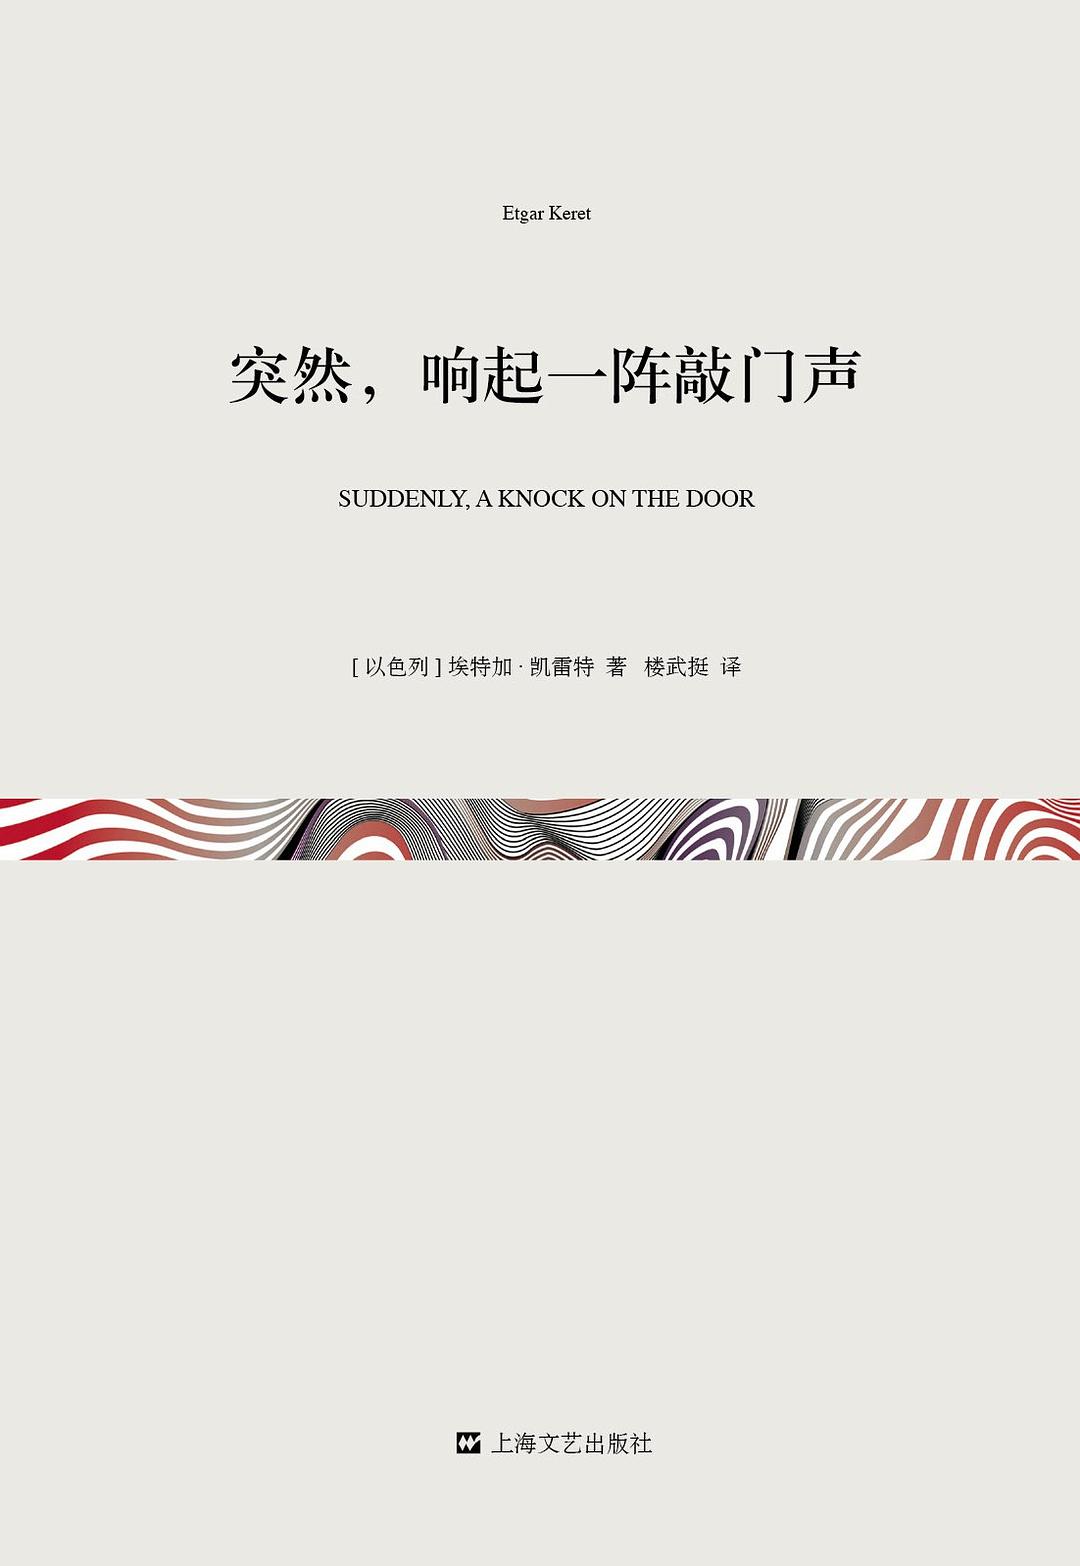 Etgar Keret
突然，响起一阵敲门声
SUDDENLY, A KNOCK ON THE DOOR
[ 以色列 ] 埃特加 · 凯雷特 著 楼武挺 译
上海文艺出版社